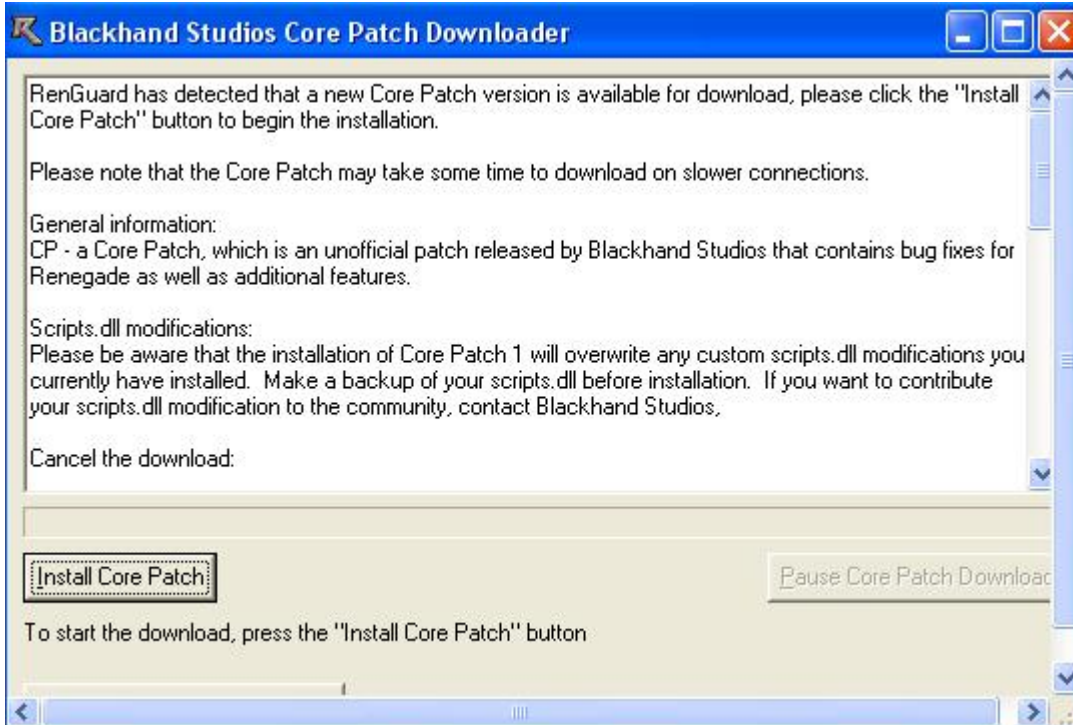 Blackhand Studios Core Patch Downloader
RenGuard has detected that a new Core Patch version is available for download, please click the "Install
Core Patch" button to begin the installation.
Please note that the Core Patch may take some time to download on slower connections.
General information:
CP - a Core Patch, which is an unofficial patch released by Blackhand Studios that contains bug fixes for
Renegade as well as additional features.
Scripts.dll modifications:
Please be aware that the installation of Core Patch 1 will overwrite any custom scripts.dll modifications you
currently have installed.  Make a backup of your scripts.dll before installation.  If you want to contribute
your scripts.dll modification to the community, contact Blackhand Studios,
Cancel the download:
Install Core Patch
Pause Core Patch Downloac
To start the download, press the "Install Core Patch" button